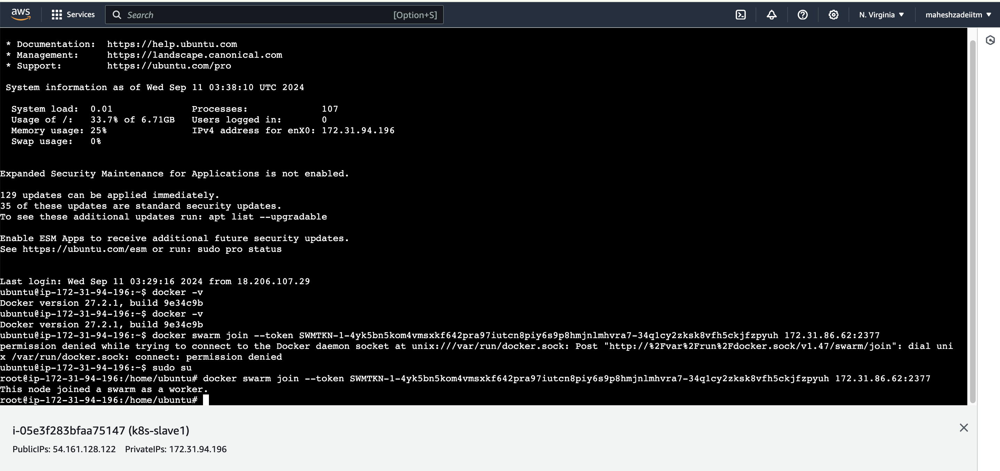 aws Services Search [Option+S] N. Virginia maheshzadeiitm
* Documentation: https://help.ubuntu.com
* Management: https://landscape.canonical.com
* Support: https://ubuntu.com/pro
System information as of Wed Sep 11 03:38:10 UTC 2024
System load: 0.01 Processes: 107
Usage of /: 33.7% of 6.71GB Users logged in: 0
Memory usage: 25% IPv4 address for enX0: 172.31.94.196
Swap usage: 0%
Expanded Security Maintenance for Applications is not enabled.
129 updates can be applied immediately.
35 of these updates are standard security updates.
To see these additional updates run: apt list --upgradable
Enable ESM Apps to receive additional future security updates.
See https://ubuntu.com/esm or run: sudo pro status
Last login: Wed Sep 11 03:29:16 2024 from 18.206.107.29
ubuntu@ip-172-31-94-196:~$ docker -v
Docker version 27.2.1, build 9e34c9b
ubuntu@ip-172-31-94-196:~$ docker -v
Docker version 27.2.1, build 9e34c9b
ubuntu@ip-172-31-94-196:~$ docker swarm join --token SWMTKN-1-4yk5bn5kom4vmsxkf642pra97iutcn8piy6s9p8hmjnlmhvra7-34q1cy2zksk8vfh5ckjfzpyuh 172.31.86.62:2377
permission denied while trying to connect to the Docker daemon socket at unix:///var/run/docker.sock: Post "http://%2Fvar%2Frun%2Fdocker.sock/v1.47/swarm/join": dial uni
x /var/run/docker.sock: connect: permission denied
ubuntu@ip-172-31-94-196:~$ sudo su
root@ip-172-31-94-196:/home/ubuntu# docker swarm join --token SWMTKN-1-4yk5bn5kom4vmsxkf642pra97iutcn8piy6s9p8hmjnlmhvra7-34q1cy2zksk8vfh5ckjfzpyuh 172.31.86.62:2377
This node joined a swarm as a worker.
root@ip-172-31-94-196:/home/ubuntu#
i-05e3f283bfaa75147 (k8s-slave1)
PublicIPs: 54.161.128.122 PrivateIPs: 172.31.94.196